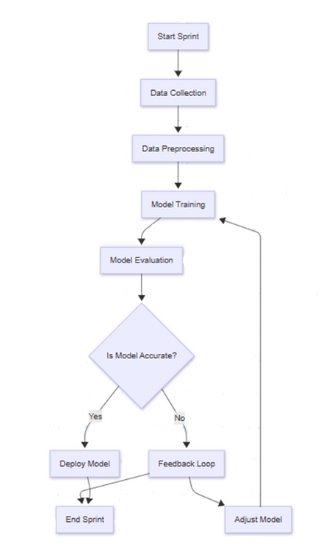 Start Sprint
Data Collection
Data Preprocessing
Model Training
Model Evaluation
Is Model Accurate?
Yes
No
Deploy Model
Feedback Loop
End Sprint
Adjust Model